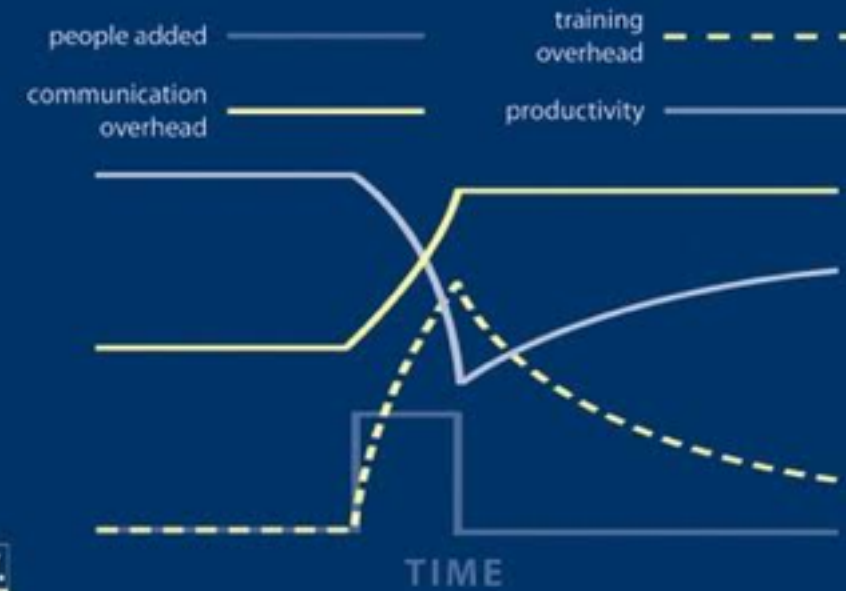 people added
training
overhead
communication
overhead
productivity
TIME